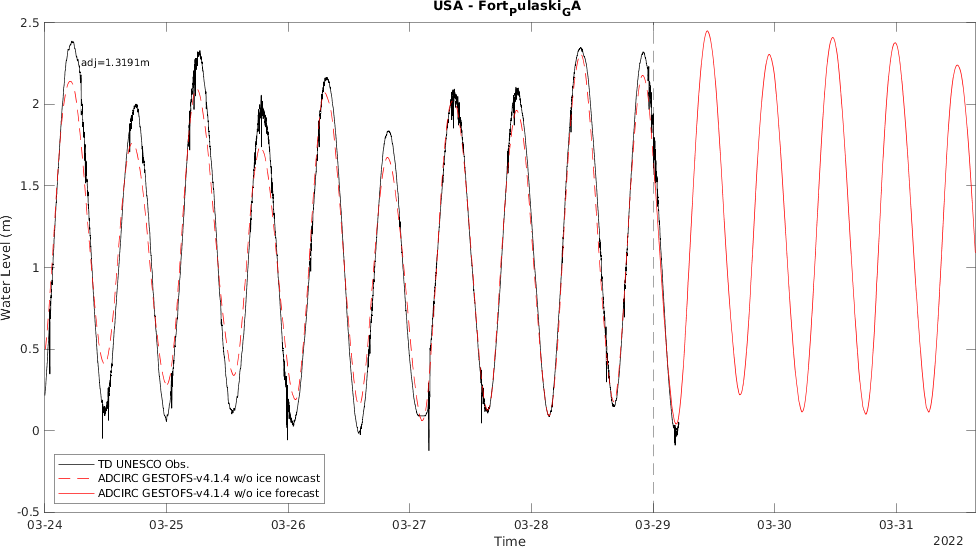 USA - FortPulaskiGA
2.5
adj=1.3191m
2
1.5
1
0.5
0
-0.5
Water Level (m)
TD UNESCO Obs.
ADCIRC GESTOFS-v4.1.4 w/o ice nowcast
ADCIRC GESTOFS-v4.1.4 w/o ice forecast
03-24 03-25 03-26 03-27 03-28 03-29 03-30 03-31
Time
2022